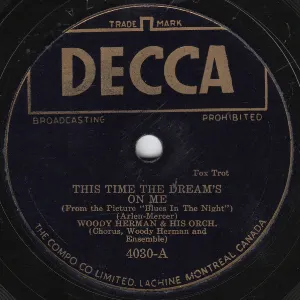 TRADE MARK
DECCA
BROADCASTING PROHIBITED
Fox Trot
THIS TIME THE DREAM'S
ON ME
(From the Picture "Blues In The Night")
(Arlen-Mercer)
WOODY HERMAN & HIS ORCH.
(Chorus, Woody Herman and
Ensemble)
4030-A
THE COMPO CO LIMITED, LACHINE MONTREAL CANADA